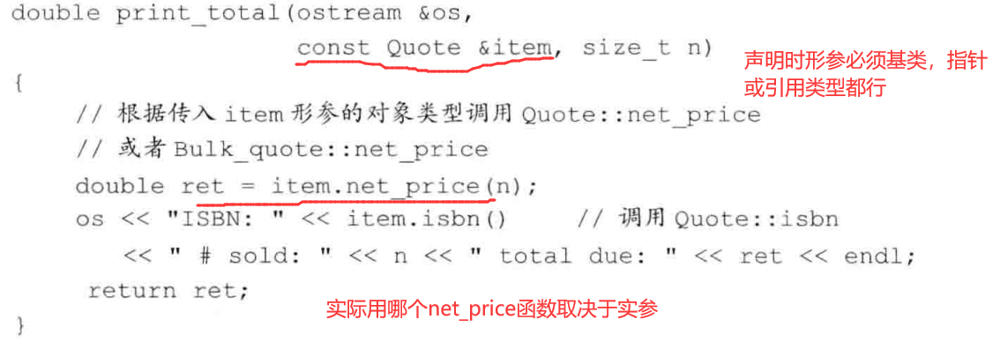 double print_total(ostream &os,
const Quote &item, size_t n)
声明时形参必须基类，指针
或引用类型都行
{
// 根据传入 item 形参的对象类型调用 Quote::net_price
// 或者 Bulk_quote::net_price
double ret = item.net_price(n);
os << "ISBN: " << item.isbn() // 调用 Quote::isbn
<< " # sold: " << n << " total due: " << ret << endl;
return ret;
实际用哪个net_price函数取决于实参
}